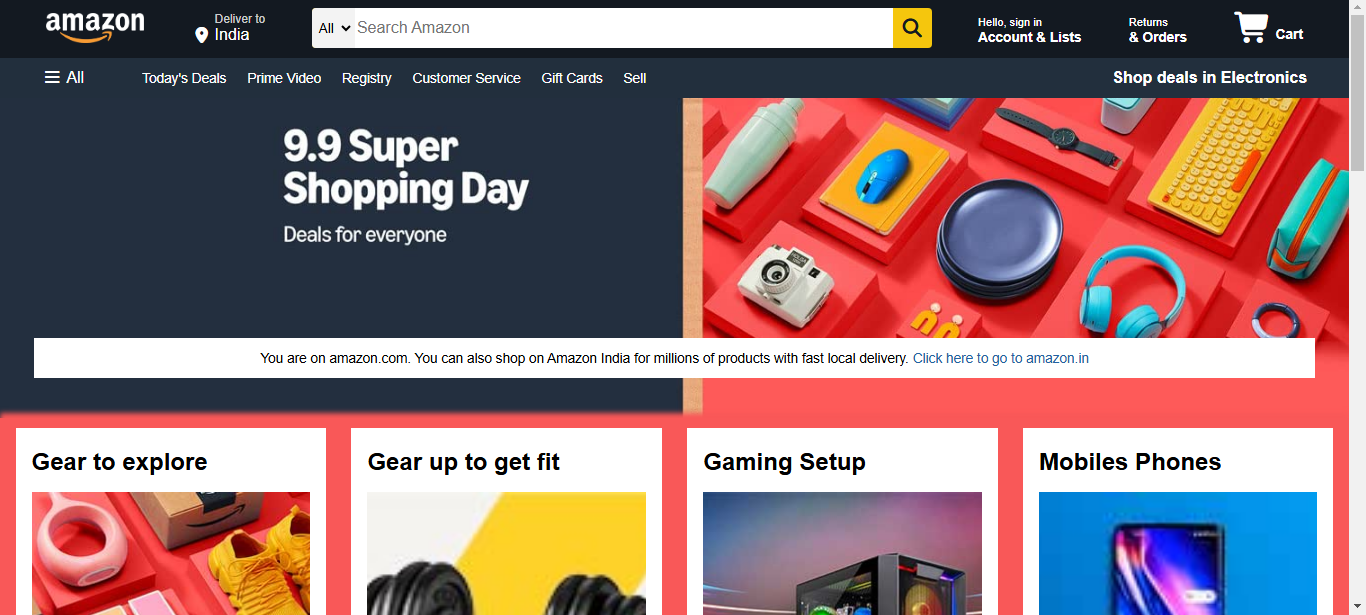 amazon
Deliver to
India
All
Search Amazon
Hello, sign in
Account & Lists
Returns
& Orders
Cart
All
Today's Deals
Prime Video
Registry
Customer Service
Gift Cards
Sell
Shop deals in Electronics
9.9 Super
Shopping Day
Deals for everyone
You are on amazon.com. You can also shop on Amazon India for millions of products with fast local delivery. Click here to go to amazon.in
Gear to explore
Gear up to get fit
Gaming Setup
Mobiles Phones